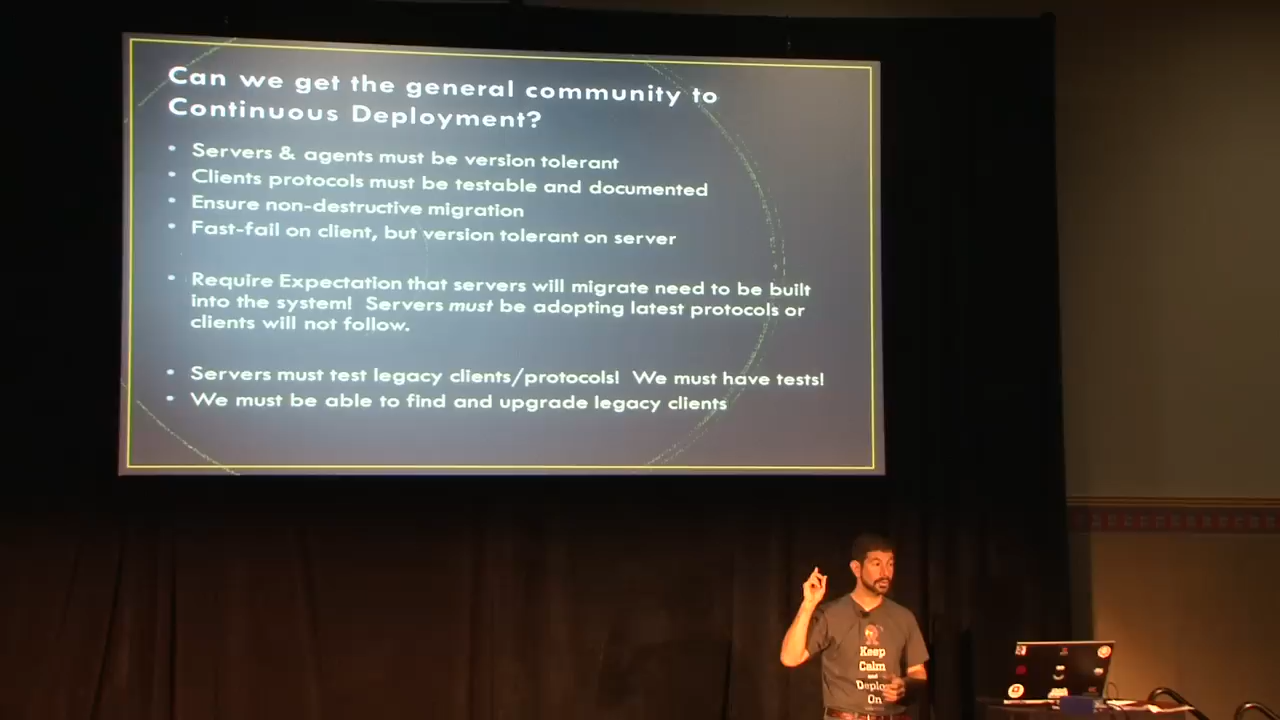 Can we get the general community to
Continuous Deployment?
• Servers & agents must be version tolerant
• Clients protocols must be testable and documented
• Ensure non-destructive migration
• Fast-fail on client, but version tolerant on server
• Require Expectation that servers will migrate need to be built
into the system! Servers must be adopting latest protocols or
clients will not follow.
• Servers must test legacy clients/protocols! We must have tests!
• We must be able to find and upgrade legacy clients
Keep
Calm
and
Deplo
On